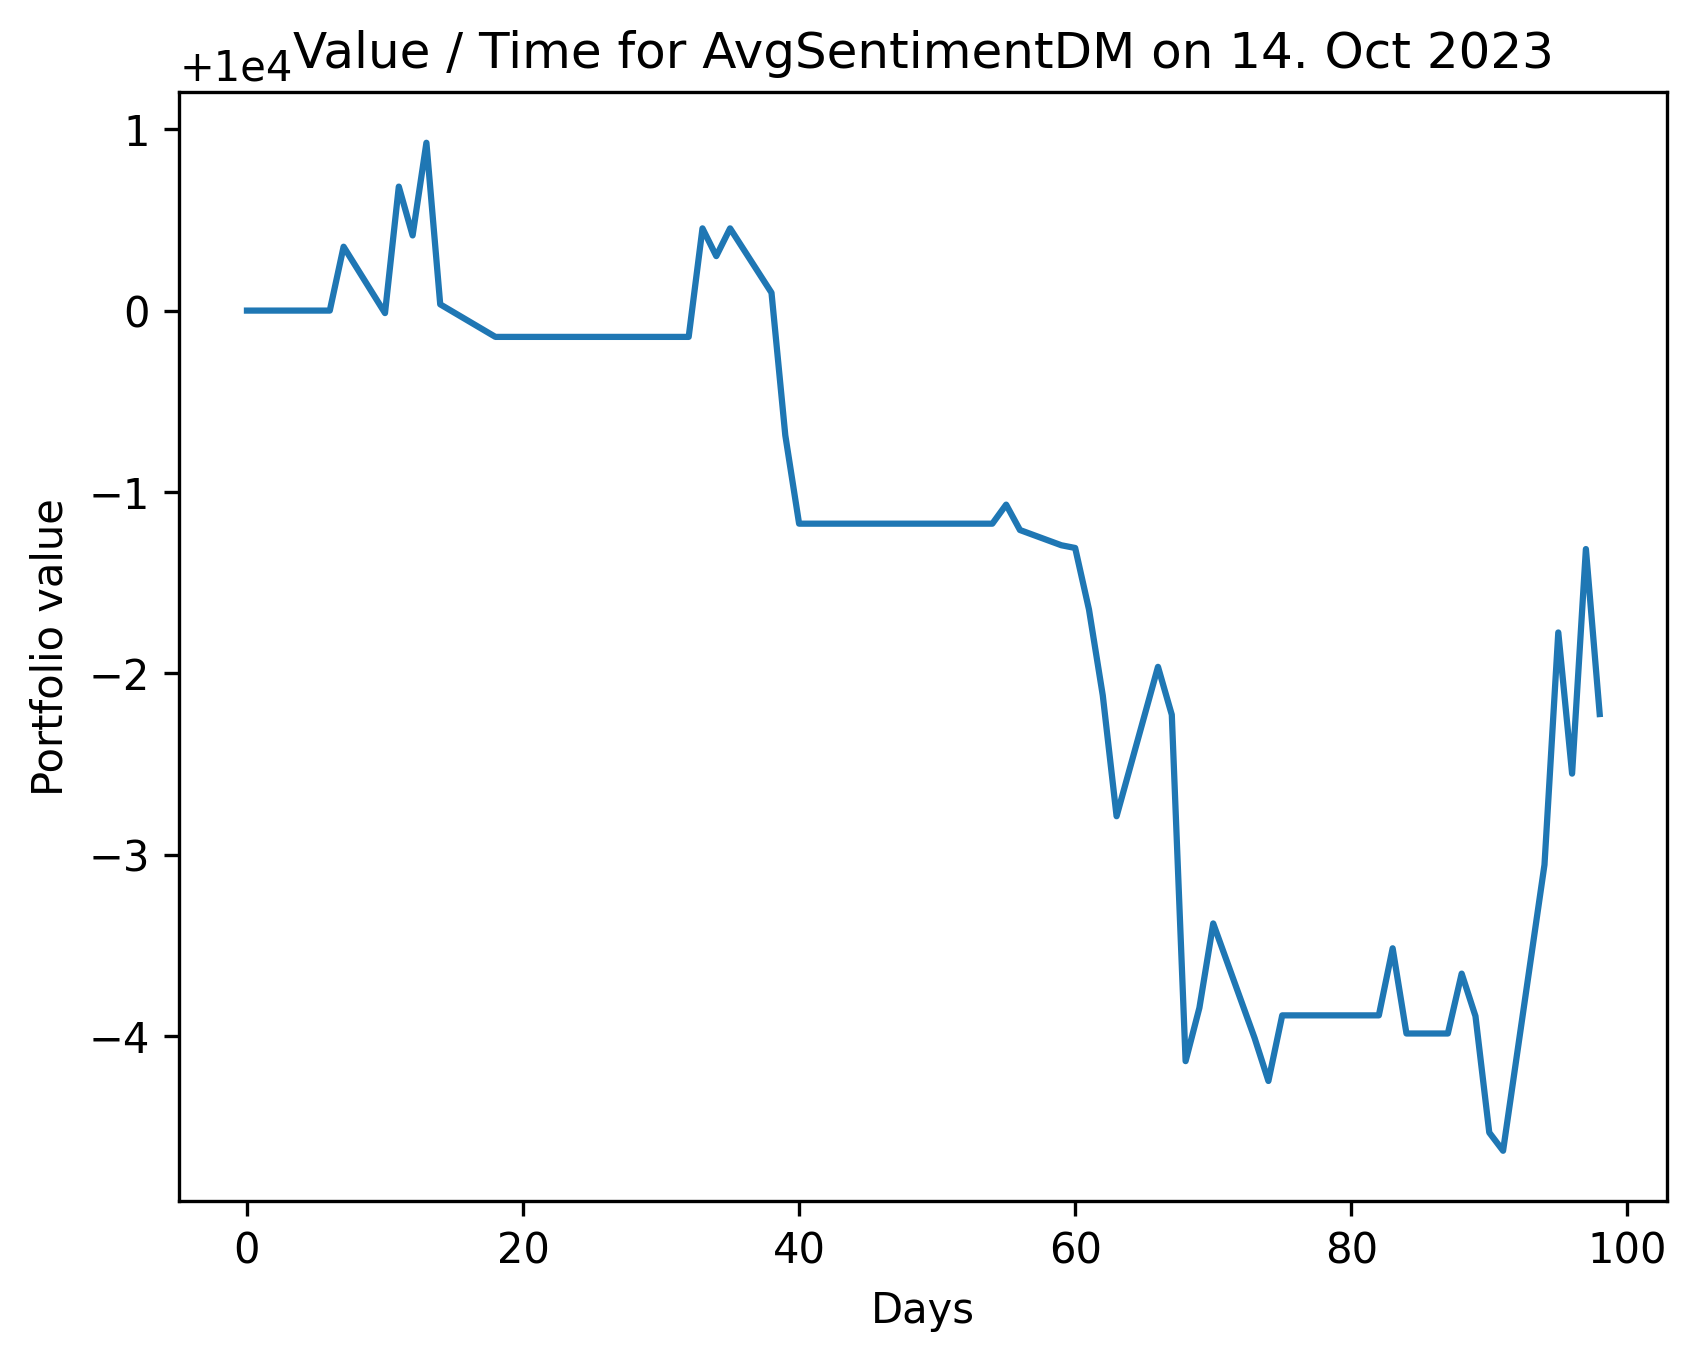 Value / Time for AvgSentimentDM on 14. Oct 2023
+1e4
1
0
−1
−2
−3
−4
Portfolio value
0 20 40 60 80 100
Days